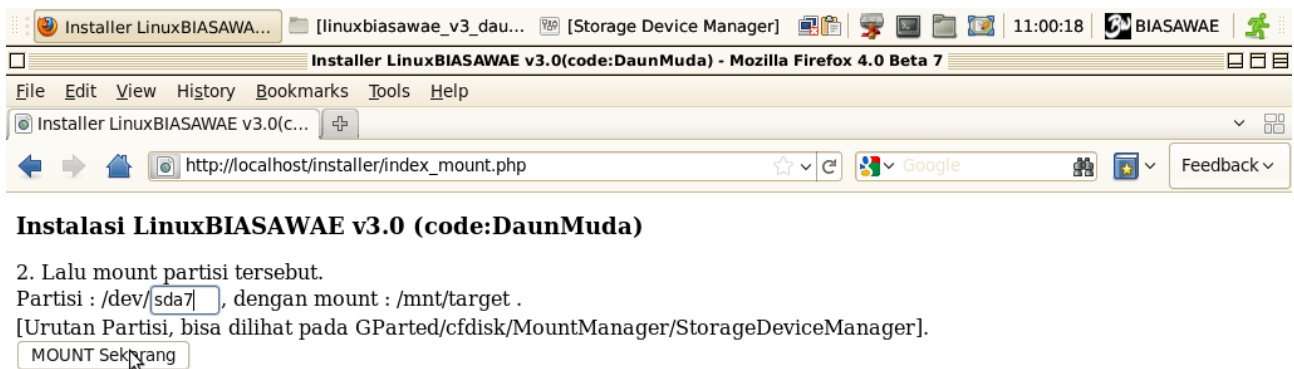 Installer LinuxBIASAWA... [linuxbiasawae_v3_dau... [Storage Device Manager] 11:00:18 BIASAWAE
Installer LinuxBIASAWAE v3.0(code:DaunMuda) - Mozilla Firefox 4.0 Beta 7
File Edit View History Bookmarks Tools Help
Installer LinuxBIASAWAE v3.0(c...
http://localhost/installer/index_mount.php Google Feedback
Instalasi LinuxBIASAWAE v3.0 (code:DaunMuda)
2. Lalu mount partisi tersebut.
Partisi : /dev/sda7 , dengan mount : /mnt/target .
[Urutan Partisi, bisa dilihat pada GParted/cfdisk/MountManager/StorageDeviceManager].
MOUNT Sekarang